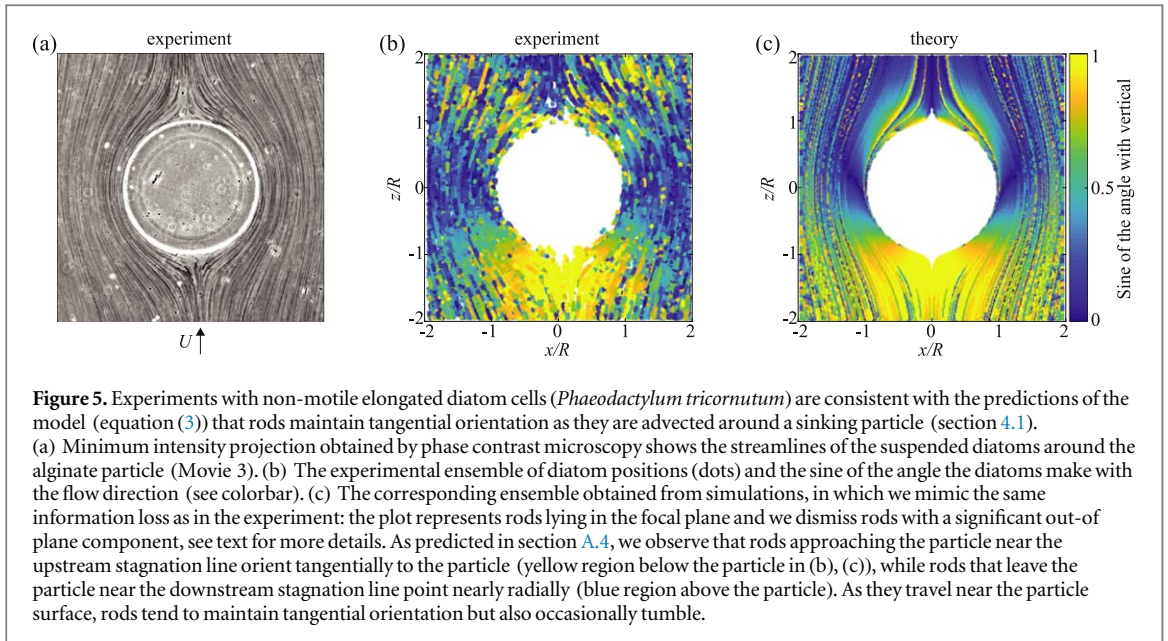 (a)
experiment
U
(b)
experiment
z/R
2
1
0
-1
-2
-2
-1
0
1
2
x/R
(c)
theory
z/R
2
1
0
-1
-2
-2
-1
0
1
2
x/R
1
0.5
0
Sine of the angle with vertical
Figure 5. Experiments with non-motile elongated diatom cells (Phaeodactylum tricornutum) are consistent with the predictions of the
model (equation (3)) that rods maintain tangential orientation as they are advected around a sinking particle (section 4.1).
(a) Minimum intensity projection obtained by phase contrast microscopy shows the streamlines of the suspended diatoms around the
alginate particle (Movie 3). (b) The experimental ensemble of diatom positions (dots) and the sine of the angle the diatoms make with
the flow direction (see colorbar). (c) The corresponding ensemble obtained from simulations, in which we mimic the same
information loss as in the experiment: the plot represents rods lying in the focal plane and we dismiss rods with a significant out-of
plane component, see text for more details. As predicted in section A.4, we observe that rods approaching the particle near the
upstream stagnation line orient tangentially to the particle (yellow region below the particle in (b), (c)), while rods that leave the
particle near the downstream stagnation line point nearly radially (blue region above the particle). As they travel near the particle
surface, rods tend to maintain tangential orientation but also occasionally tumble.